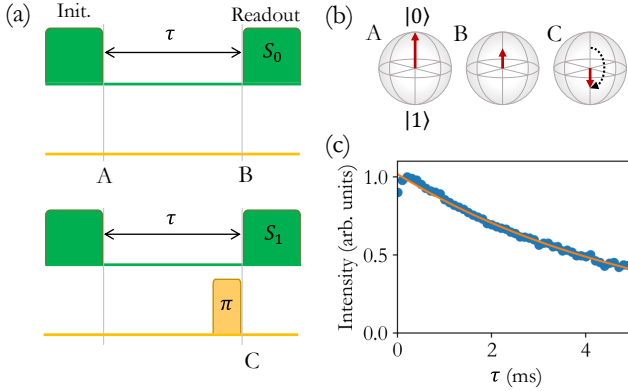 (a)
Init.
Readout
τ
S₀
A
B
τ
S₁
π
C
(b)
|0⟩
A
B
C
|1⟩
(c)
Intensity (arb. units)
1.0
0.5
0.0
0
2
4
τ (ms)